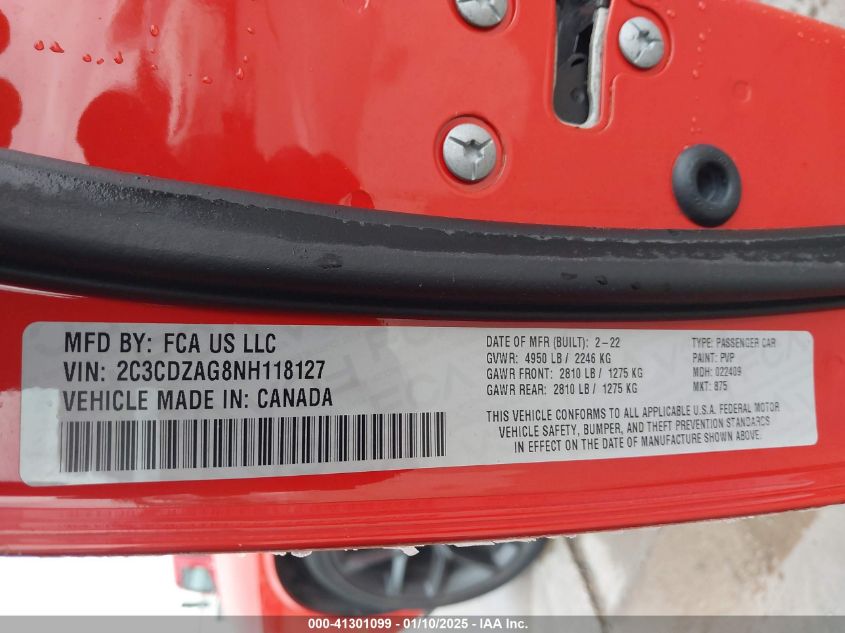 MFD BY: FCA US LLC
VIN: 2C3CDZAG8NH118127
VEHICLE MADE IN: CANADA
DATE OF MFR (BUILT): 2-22
GVWR: 4950 LB / 2246 KG
GAWR FRONT: 2810 LB / 1275 KG
GAWR REAR: 2810 LB / 1275 KG
TYPE: PASSENGER CAR
PAINT: PVP
MDH: 022409
MKT: 875
THIS VEHICLE CONFORMS TO ALL APPLICABLE U.S.A. FEDERAL MOTOR
VEHICLE SAFETY, BUMPER, AND THEFT PREVENTION STANDARDS
IN EFFECT ON THE DATE OF MANUFACTURE SHOWN ABOVE.
000-41301099 - 01/10/2025 - IAA Inc.